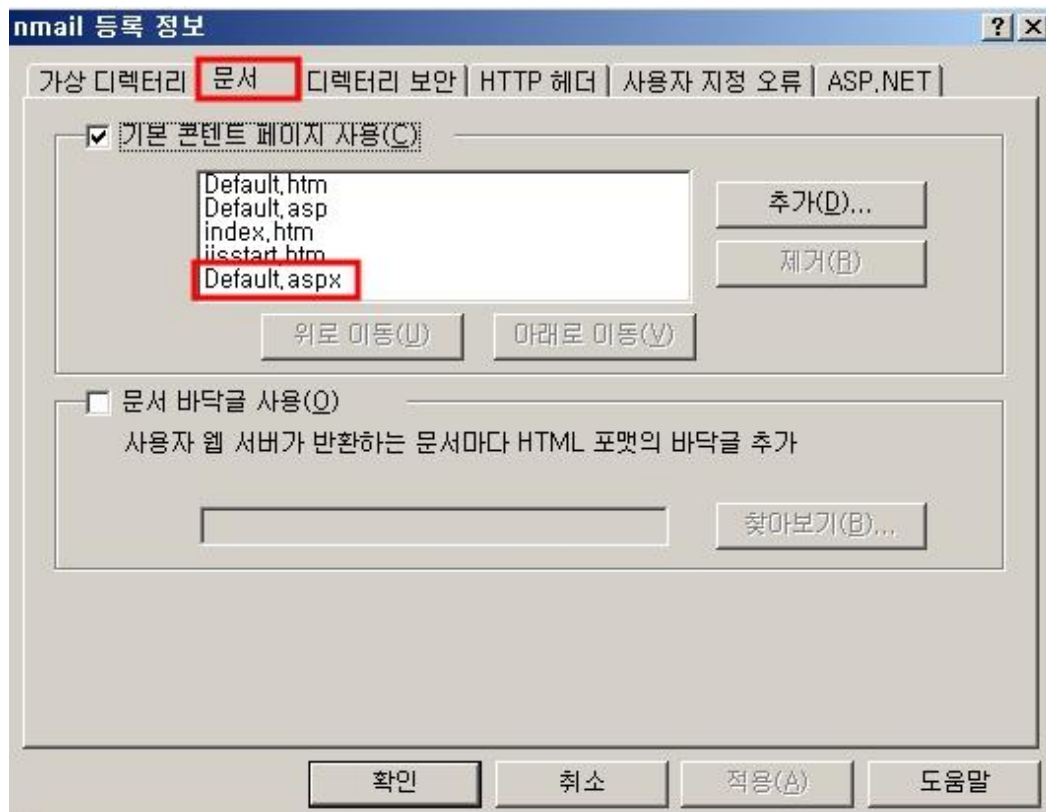 nmail 등록 정보
가상 디렉터리 문서 디렉터리 보안 HTTP 헤더 사용자 지정 오류 ASP.NET
기본 콘텐트 페이지 사용(C)
Default.htm
Default.asp
index.htm
iisstart.htm
Default.aspx
추가(D)...
제거(R)
위로 이동(U) 아래로 이동(V)
문서 바닥글 사용(O)
사용자 웹 서버가 반환하는 문서마다 HTML 포맷의 바닥글 추가
찾아보기(B)...
확인 취소 적용(A) 도움말